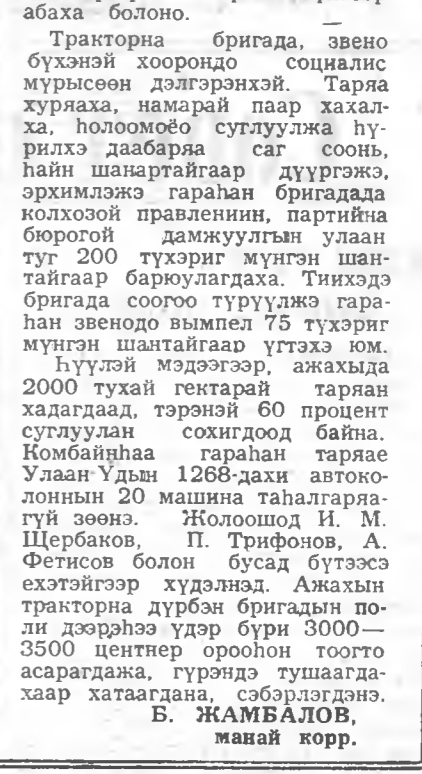 абаха болоно.
Тракторна бригада, звено
бүхэнэй хоорондо социалис
мүрысөөн дэлгэрэнхэй. Таряа
хуряаха, намарай паар хахал-
ха, һолоомоёо суглуулжа һү-
рилхэ даабаряа саг соонь,
һайн шанартайгаар дүүргэжэ,
эрхимлэжэ гараһан бригадада
колхозой правлениин, партийна
бюрогой дамжуулгын улаан
туг 200 түхэриг мүнгэн шан-
тайгаар барюулагдаха. Тиихэдэ
бригада соогоо түрүүлжэ гара-
һан звенодо вымпел 75 түхэриг
мүнгэн шантайгаар үгтэхэ юм.
Һүүлэй мэдээгээр, ажахыда
2000 тухай гектарай таряан
хадагдаад, тэрэнэй 60 процент
суглуулан сохигдоод байна.
Комбайнһаа гараһан таряае
Улаан-Үдын 1268-дахи автоко-
лоннын 20 машина таһалгаряа-
гүй зөөнэ. Жолоошод И. М.
Щербаков, П. Трифонов, А.
Фетисов болон бусад бүтээсэ
ехэтэйгээр хүдэлнэд. Ажахын
тракторна дүрбэн бригадын по-
ли дээрэһээ үдэр бүри 3000—
3500 центнер орооһон тоогто
асарагдажа, гүрэндэ тушаагда-
хаар хатаагдана, сэбэрлэгдэнэ.
Б. ЖАМБАЛОВ,
манай корр.